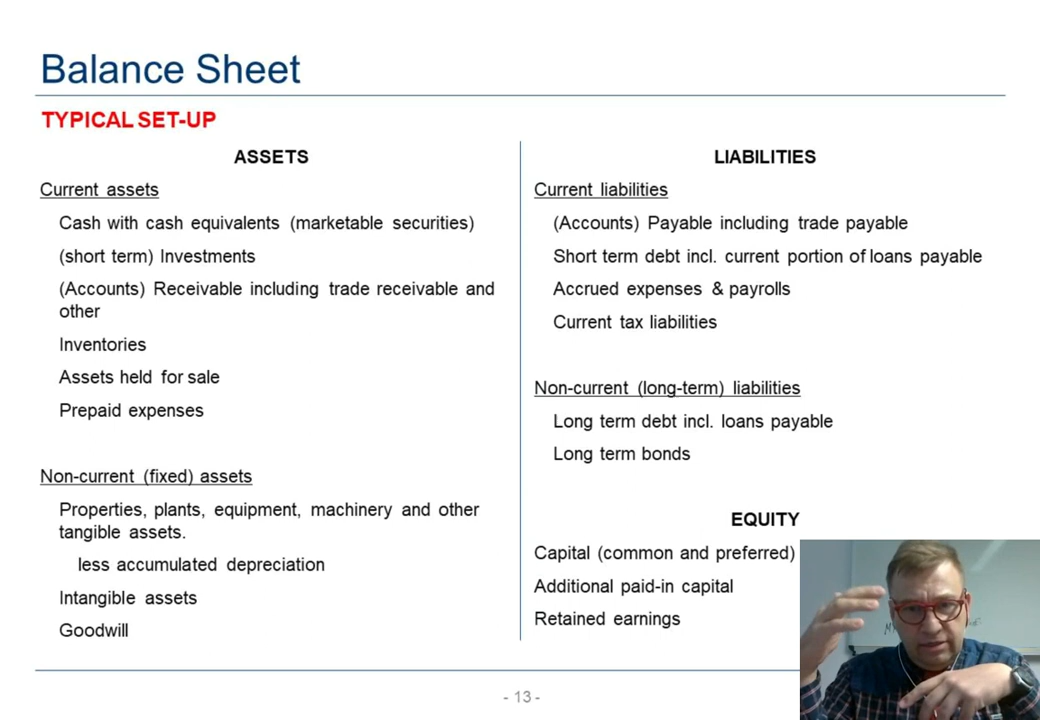 Balance Sheet
TYPICAL SET-UP
ASSETS
Current assets
Cash with cash equivalents (marketable securities)
(short term) Investments
(Accounts) Receivable including trade receivable and
other
Inventories
Assets held for sale
Prepaid expenses
Non-current (fixed) assets
Properties, plants, equipment, machinery and other
tangible assets.
less accumulated depreciation
Intangible assets
Goodwill
LIABILITIES
Current liabilities
(Accounts) Payable including trade payable
Short term debt incl. current portion of loans payable
Accrued expenses & payrolls
Current tax liabilities
Non-current (long-term) liabilities
Long term debt incl. loans payable
Long term bonds
EQUITY
Capital (common and preferred)
Additional paid-in capital
Retained earnings
- 13 -